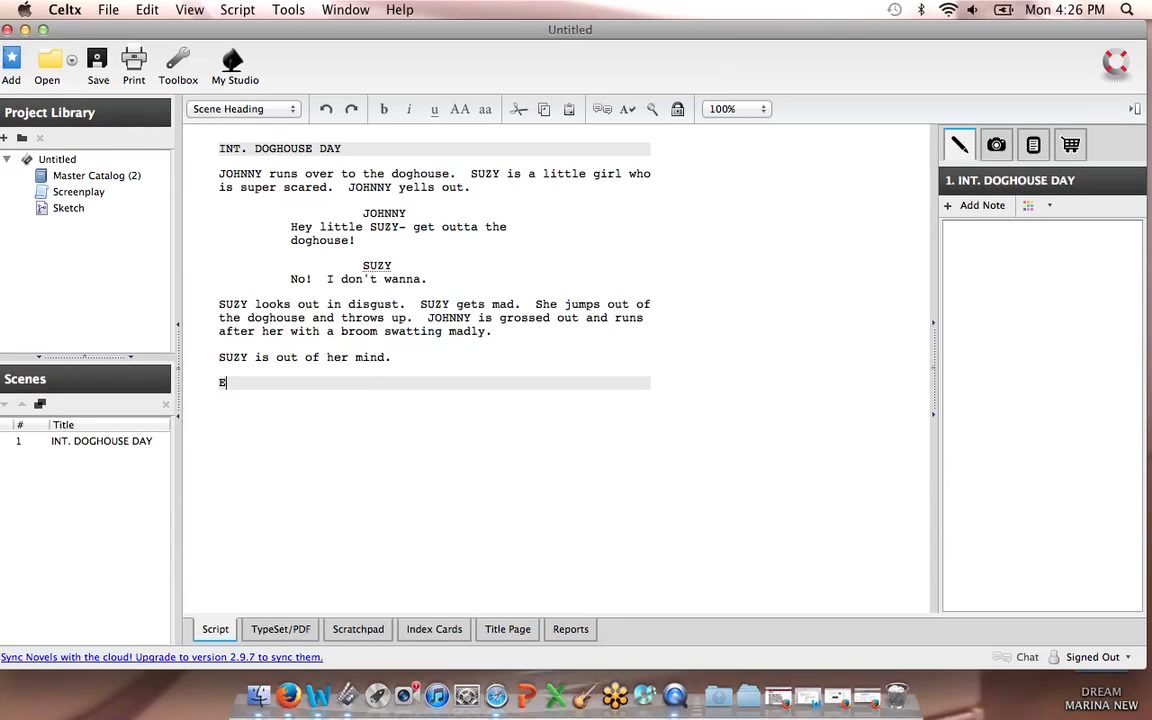 Celtx File Edit View Script Tools Window Help Mon 4:26 PM
Untitled
Add Open Save Print Toolbox My Studio
Project Library
Untitled
Master Catalog (2)
Screenplay
Sketch
Scenes
# Title
1 INT. DOGHOUSE DAY
Scene Heading b i u AA aa 100%
INT. DOGHOUSE DAY
JOHNNY runs over to the doghouse. SUZY is a little girl who
is super scared. JOHNNY yells out.
JOHNNY
Hey little SUZY- get outta the
doghouse!
SUZY
No! I don't wanna.
SUZY looks out in disgust. SUZY gets mad. She jumps out of
the doghouse and throws up. JOHNNY is grossed out and runs
after her with a broom swatting madly.
SUZY is out of her mind.
E
1. INT. DOGHOUSE DAY
+ Add Note
Script TypeSet/PDF Scratchpad Index Cards Title Page Reports
Sync Novels with the cloud! Upgrade to version 2.9.7 to sync them.
Chat Signed Out
DREAM
MARINA NEW